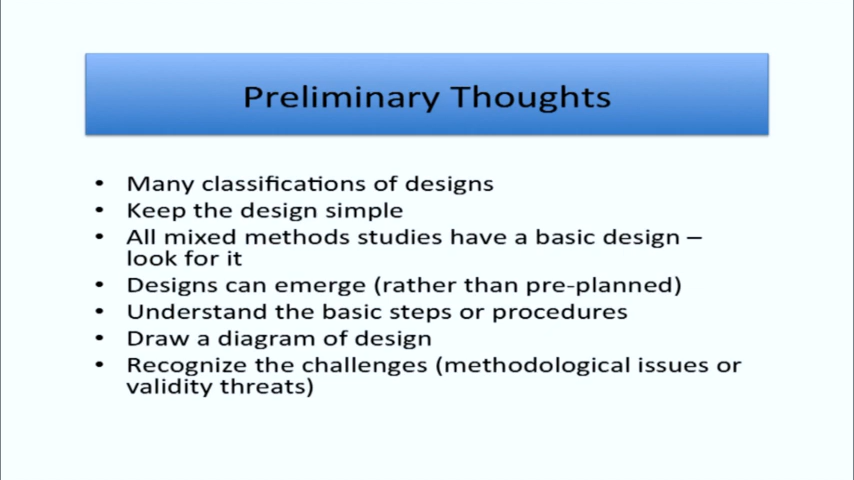 Preliminary Thoughts
• Many classifications of designs
• Keep the design simple
• All mixed methods studies have a basic design –
look for it
• Designs can emerge (rather than pre-planned)
• Understand the basic steps or procedures
• Draw a diagram of design
• Recognize the challenges (methodological issues or
validity threats)